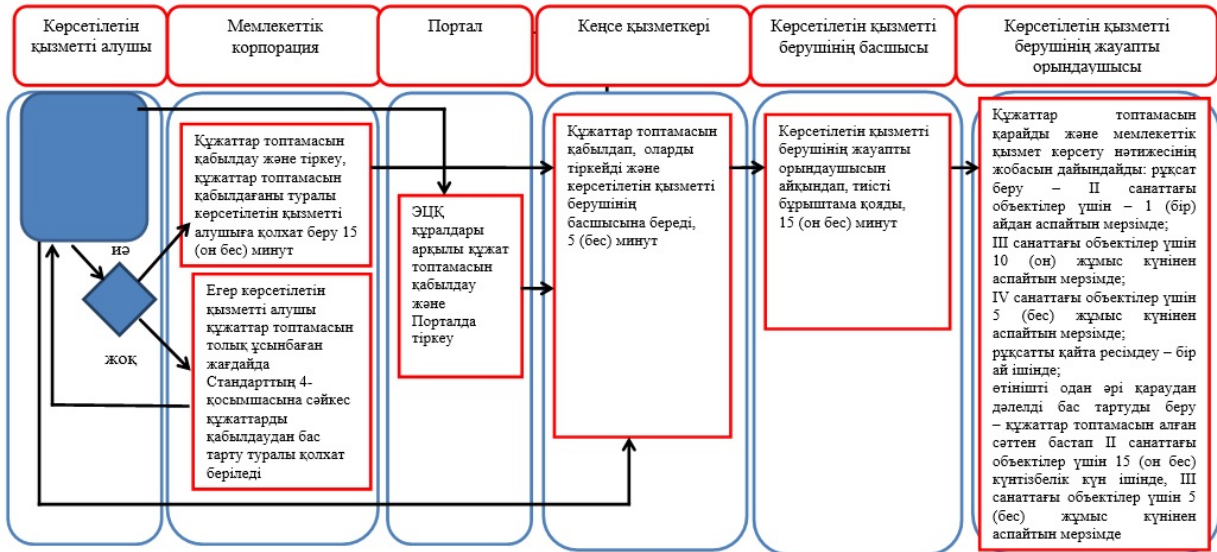 Көрсетілетін
қызметті алушы
Мемлекеттік
корпорация
Портал
Кеңсе қызметкері
Көрсетілетін қызметті
берушінің басшысы
Көрсетілетін қызметті
берушінің жауапты
орындаушысы
иә
жоқ
Құжаттар топтамасын
қабылдау және тіркеу,
құжаттар топтамасын
қабылдағаны туралы
көрсетілетін қызметті
алушыға қолхат беру 15
(он бес) минут
Егер көрсетілетін
қызметті алушы
құжаттар топтамасын
толық ұсынбаған
жағдайда
Стандарттың 4-
қосымшасына сәйкес
құжаттарды
қабылдаудан бас
тарту туралы қолхат
беріледі
ЭЦҚ
құралдары
арқылы құжат
топтамасын
қабылдау
және
Порталда
тіркеу
Құжаттар топтамасын
қабылдап, оларды
тіркейді және
көрсетілетін қызметті
берушінің
басшысына береді,
5 (бес) минут
Көрсетілетін қызметті
берушінің жауапты
орындаушысын
айқындап, тиісті
бұрыштама қояды,
15 (он бес) минут
Құжаттар топтамасын
қарайды және мемлекеттік
қызмет көрсету нәтижесінің
жобасын дайындайды: рұқсат
беру – II санаттағы
объектілер үшін – 1 (бір)
айдан аспайтын мерзімде;
III санаттағы объектілер үшін
10 (он) жұмыс күнінен
аспайтын мерзімде;
IV санаттағы объектілер үшін
5 (бес) жұмыс күнінен
аспайтын мерзімде;
рұқсатты қайта ресімдеу – бір
ай ішінде;
өтінішті одан әрі қараудан
дәлелді бас тартуды беру
– құжаттар топтамасын алған
сәттен бастап II санаттағы
объектілер үшін 15 (он бес)
күнтізбелік күн ішінде, III
санаттағы объектілер үшін 5
(бес) жұмыс күнінен
аспайтын мерзімде